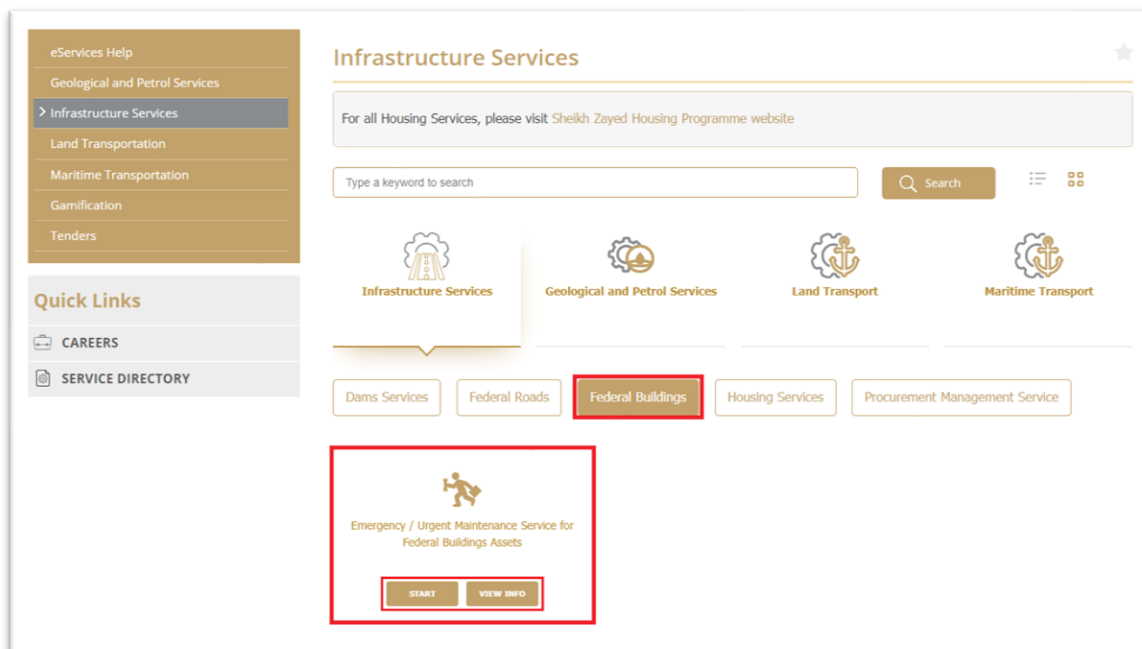 eServices Help
Geological and Petrol Services
Infrastructure Services
Land Transportation
Maritime Transportation
Gamification
Tenders
Quick Links
CAREERS
SERVICE DIRECTORY
Infrastructure Services
For all Housing Services, please visit Sheikh Zayed Housing Programme website
Type a keyword to search
Search
Infrastructure Services
Geological and Petrol Services
Land Transport
Maritime Transport
Dams Services
Federal Roads
Federal Buildings
Housing Services
Procurement Management Service
Emergency / Urgent Maintenance Service for
Federal Buildings Assets
START
VIEW INFO